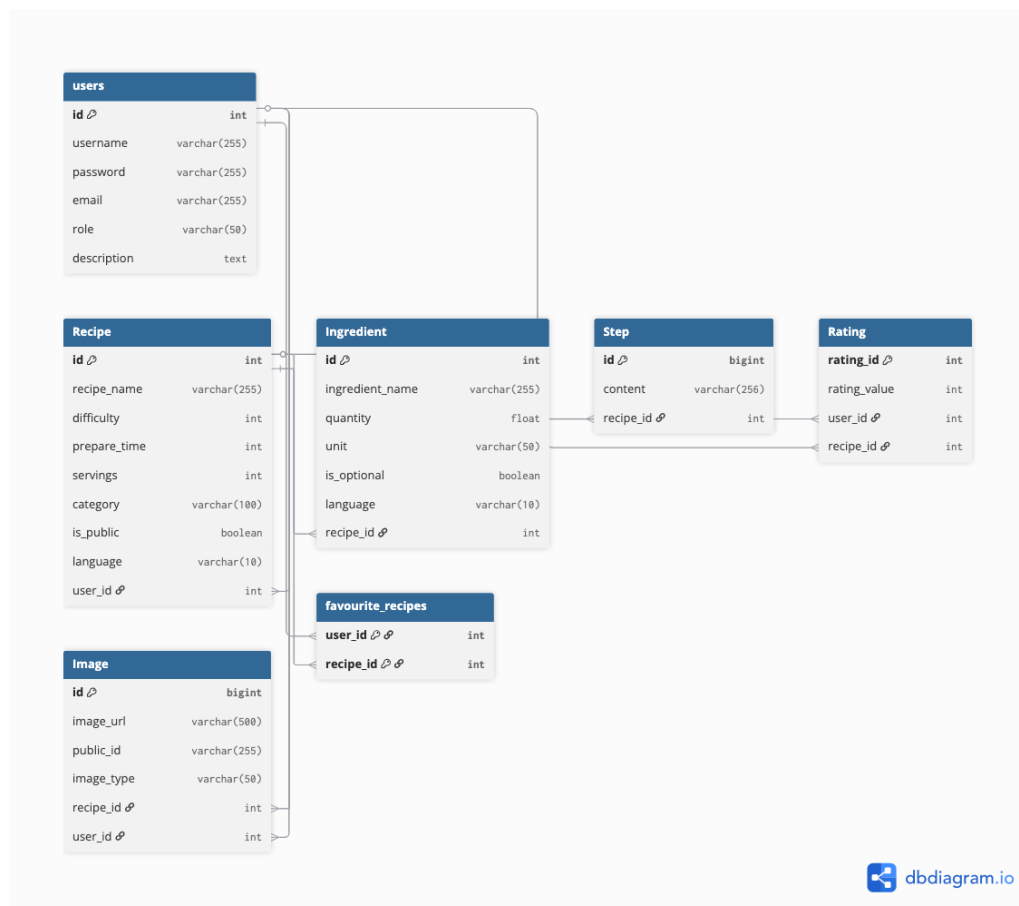 users
id int
username varchar(255)
password varchar(255)
email varchar(255)
role varchar(50)
description text
Recipe
id int
recipe_name varchar(255)
difficulty int
prepare_time int
servings int
category varchar(100)
is_public boolean
language varchar(10)
user_id int
Ingredient
id int
ingredient_name varchar(255)
quantity float
unit varchar(50)
is_optional boolean
language varchar(10)
recipe_id int
Step
id bigint
content varchar(256)
recipe_id int
Rating
rating_id int
rating_value int
user_id int
recipe_id int
favourite_recipes
user_id int
recipe_id int
Image
id bigint
image_url varchar(500)
public_id varchar(255)
image_type varchar(50)
recipe_id int
user_id int
dbdiagram.io